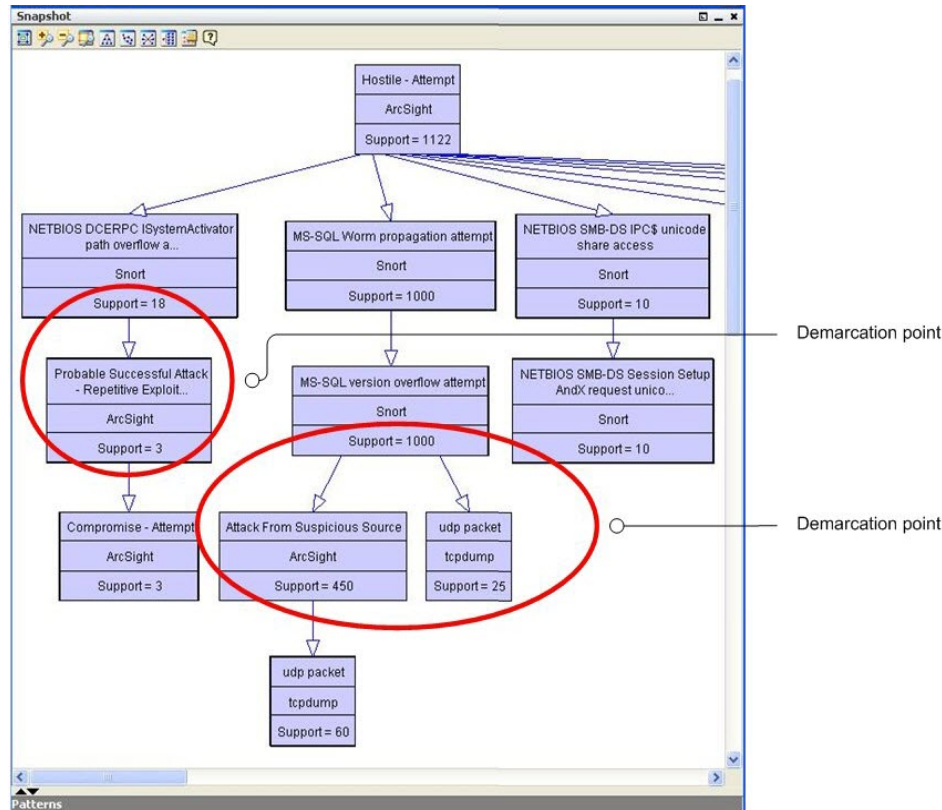 Snapshot
Hostile - Attempt
ArcSight
Support = 1122
NETBIOS DCERPC ISystemActivator
path overflow a...
Snort
Support = 18
MS-SQL Worm propagation attempt
Snort
Support = 1000
NETBIOS SMB-DS IPC$ unicode
share access
Snort
Support = 10
Demarcation point
Probable Successful Attack
- Repetitive Exploit...
ArcSight
Support = 3
MS-SQL version overflow attempt
Snort
Support = 1000
NETBIOS SMB-DS Session Setup
AndX request unico...
Snort
Support = 10
Compromise - Attempt
ArcSight
Support = 3
Attack From Suspicious Source
ArcSight
Support = 450
udp packet
tcpdump
Support = 25
Demarcation point
udp packet
tcpdump
Support = 60
Patterns